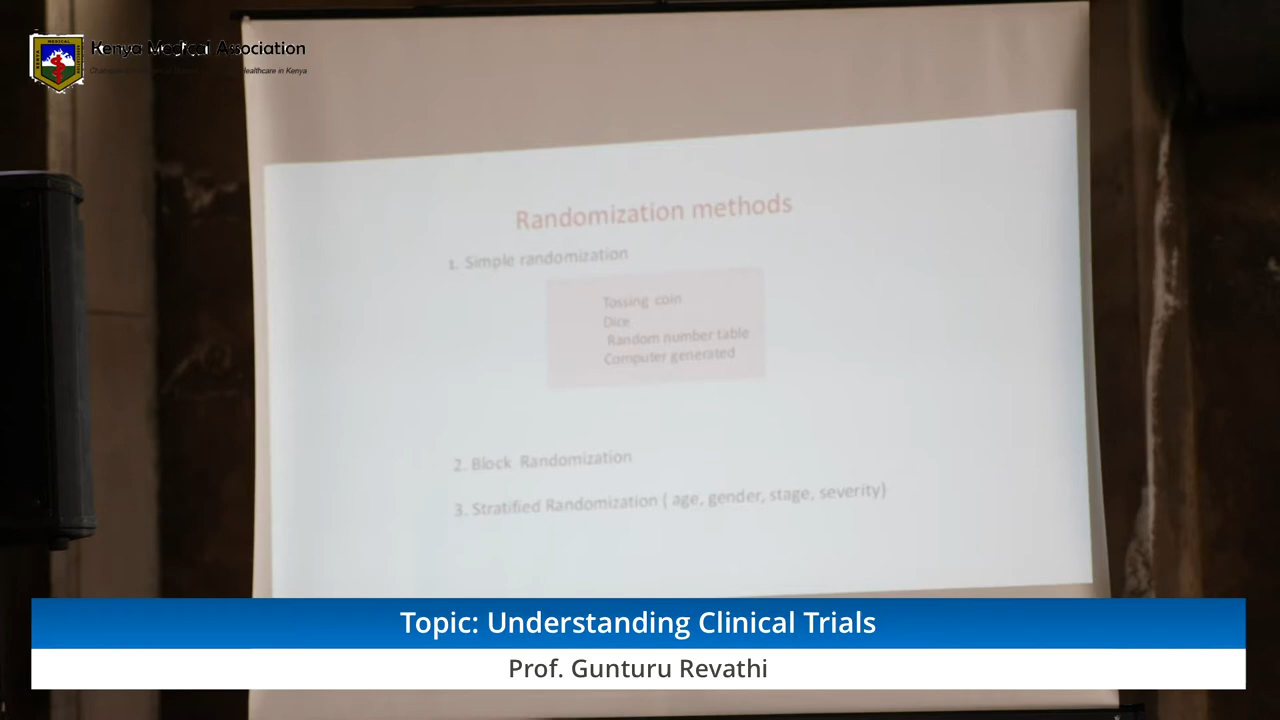 Kenya Medical Association
Healthcare in Kenya
Randomization methods
1. Simple randomization
Tossing coin
Dice
Random number table
Computer generated
2. Block Randomization
3. Stratified Randomization ( age, gender, stage, severity)
Topic: Understanding Clinical Trials
Prof. Gunturu Revathi